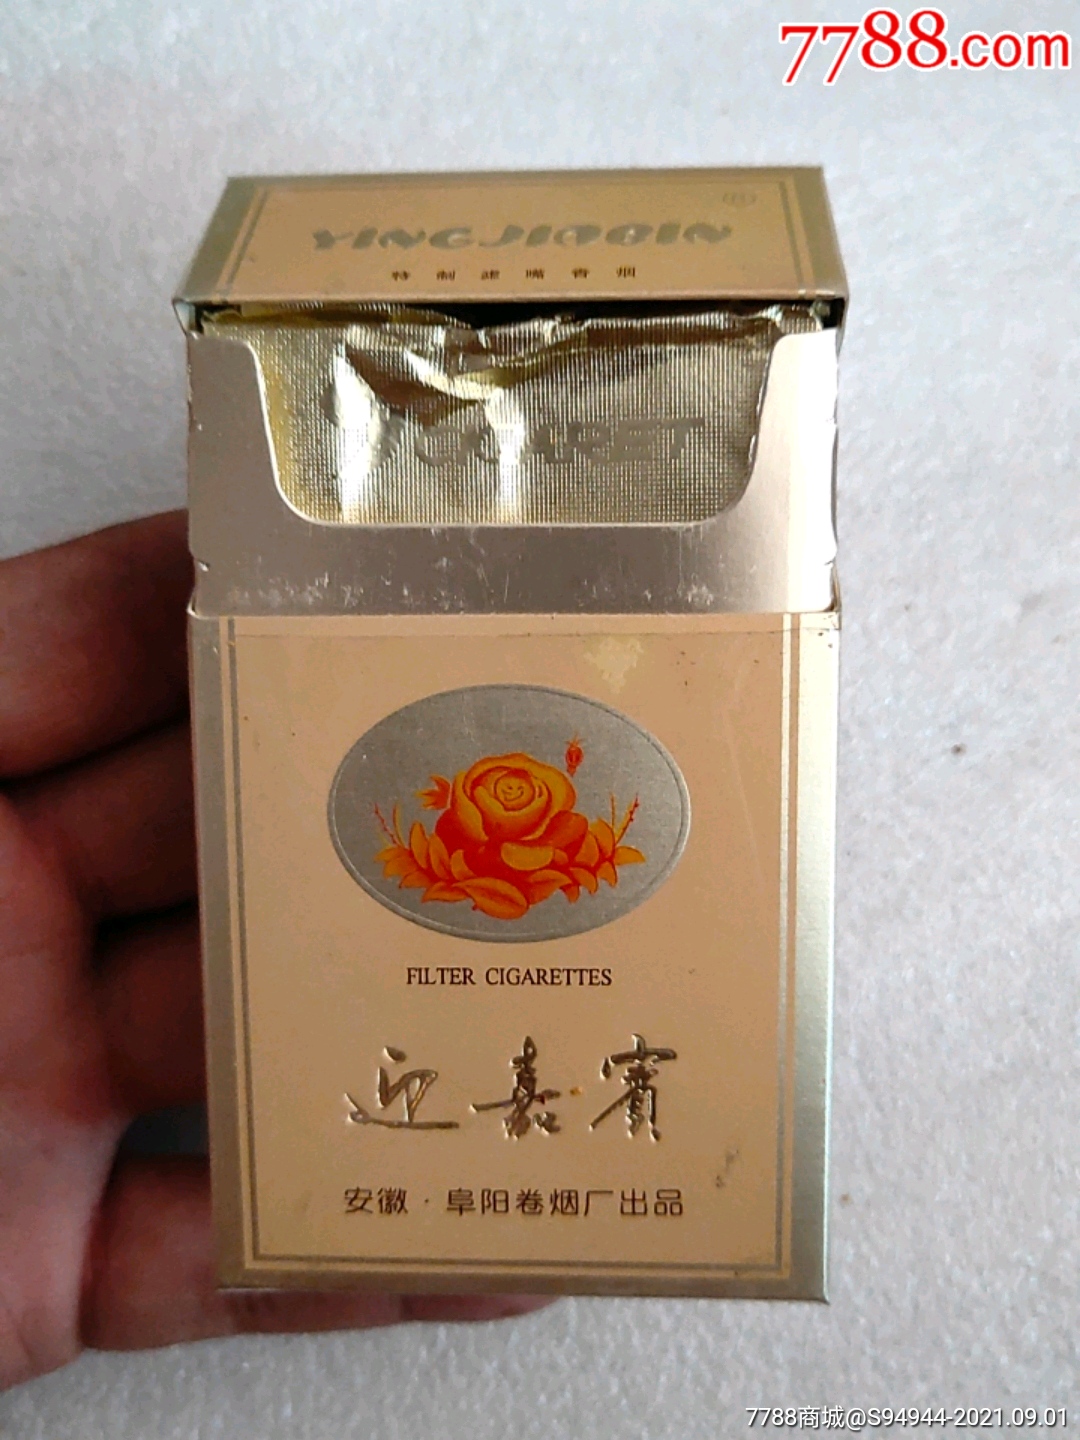 7788.com
YINGJIABIN
特制滤嘴香烟
FILTER CIGARETTES
迎嘉賓
安徽·阜阳卷烟厂出品
7788商城@S94944-2021.09.01